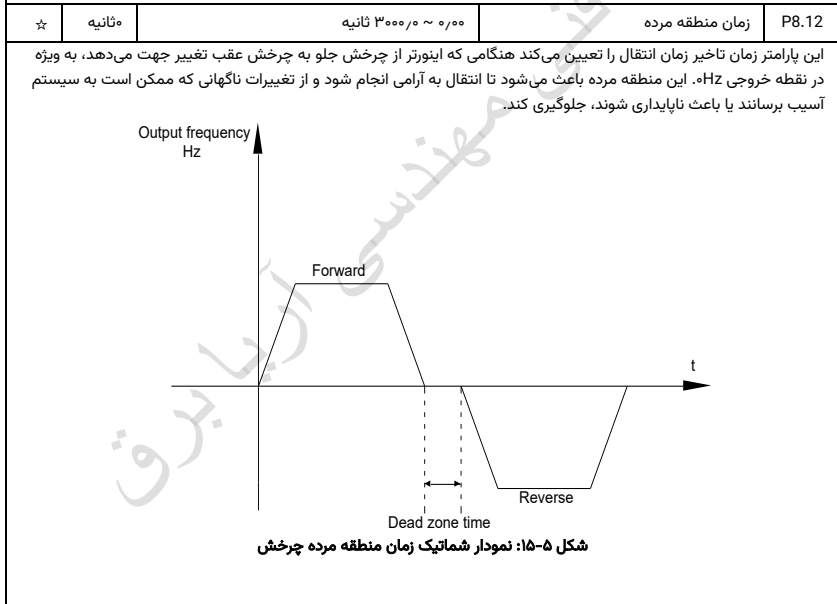 P8.12 زمان منطقه مرده ۰٫۰۰ ~ ۳۰۰۰٫۰ ثانیه ۰ثانیه ☆
این پارامتر زمان تاخیر زمان انتقال را تعیین می‌کند هنگامی که اینورتر از چرخش جلو به چرخش عقب تغییر جهت می‌دهد، به ویژه
در نقطه خروجی ۰Hz. این منطقه مرده باعث می‌شود تا انتقال به آرامی انجام شود و از تغییرات ناگهانی که ممکن است به سیستم
آسیب برسانند یا باعث ناپایداری شوند، جلوگیری کند.
Output frequency
Hz
Forward
t
Reverse
Dead zone time
شکل ۵-۱۵: نمودار شماتیک زمان منطقه مرده چرخش
فنی مهندسی آریا برق